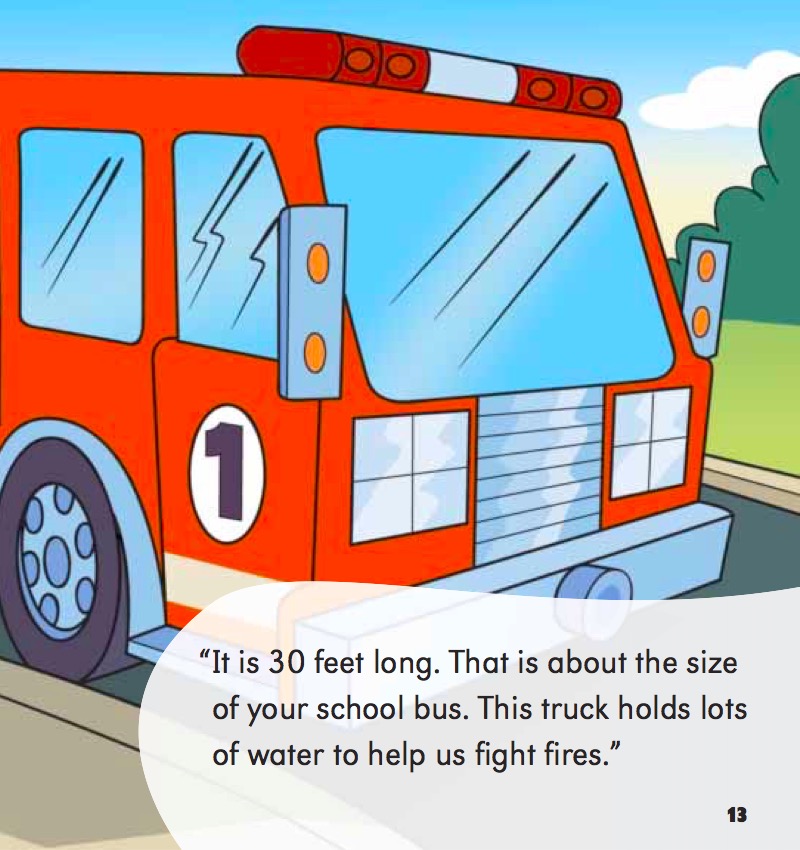 1
“It is 30 feet long. That is about the size
of your school bus. This truck holds lots
of water to help us fight fires.”
13